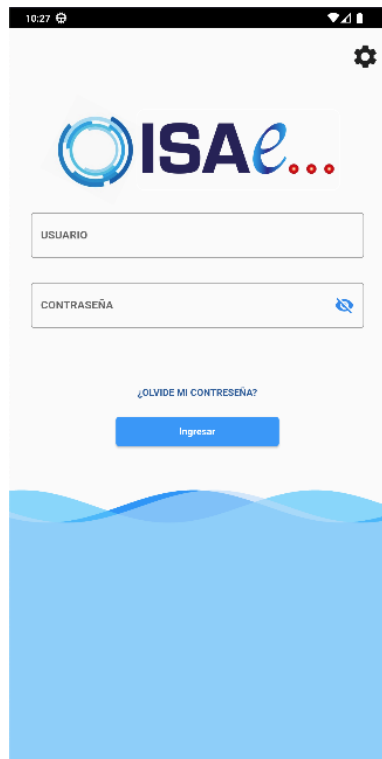 10:27
ISAe...
USUARIO
CONTRASEÑA
¿OLVIDE MI CONTRESEÑA?
Ingresar